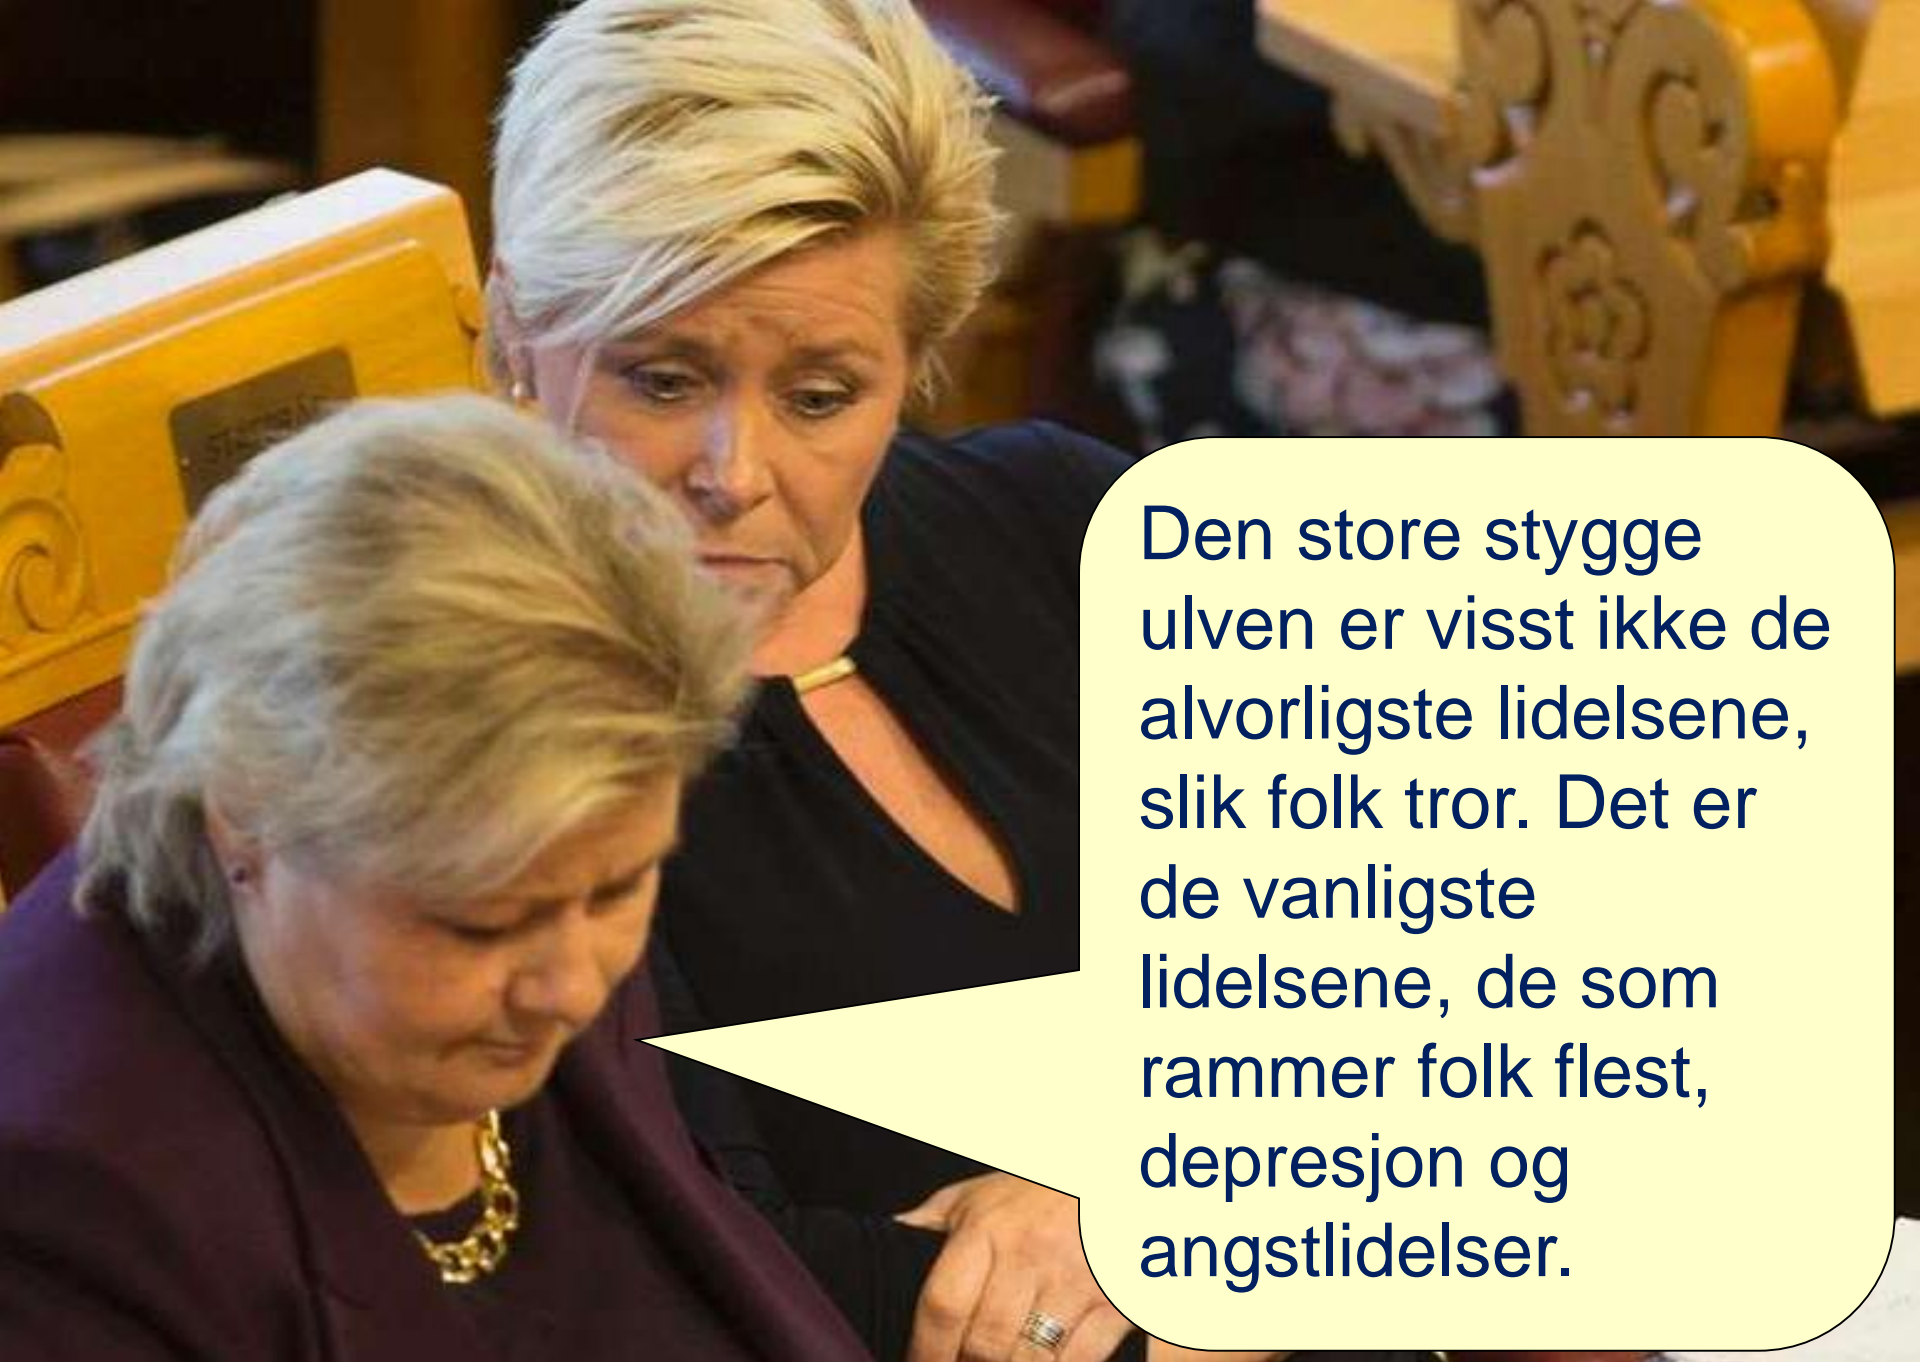 Den store stygge
ulven er visst ikke de
alvorligste lidelsene,
slik folk tror. Det er
de vanligste
lidelsene, de som
rammer folk flest,
depresjon og
angstlidelser.